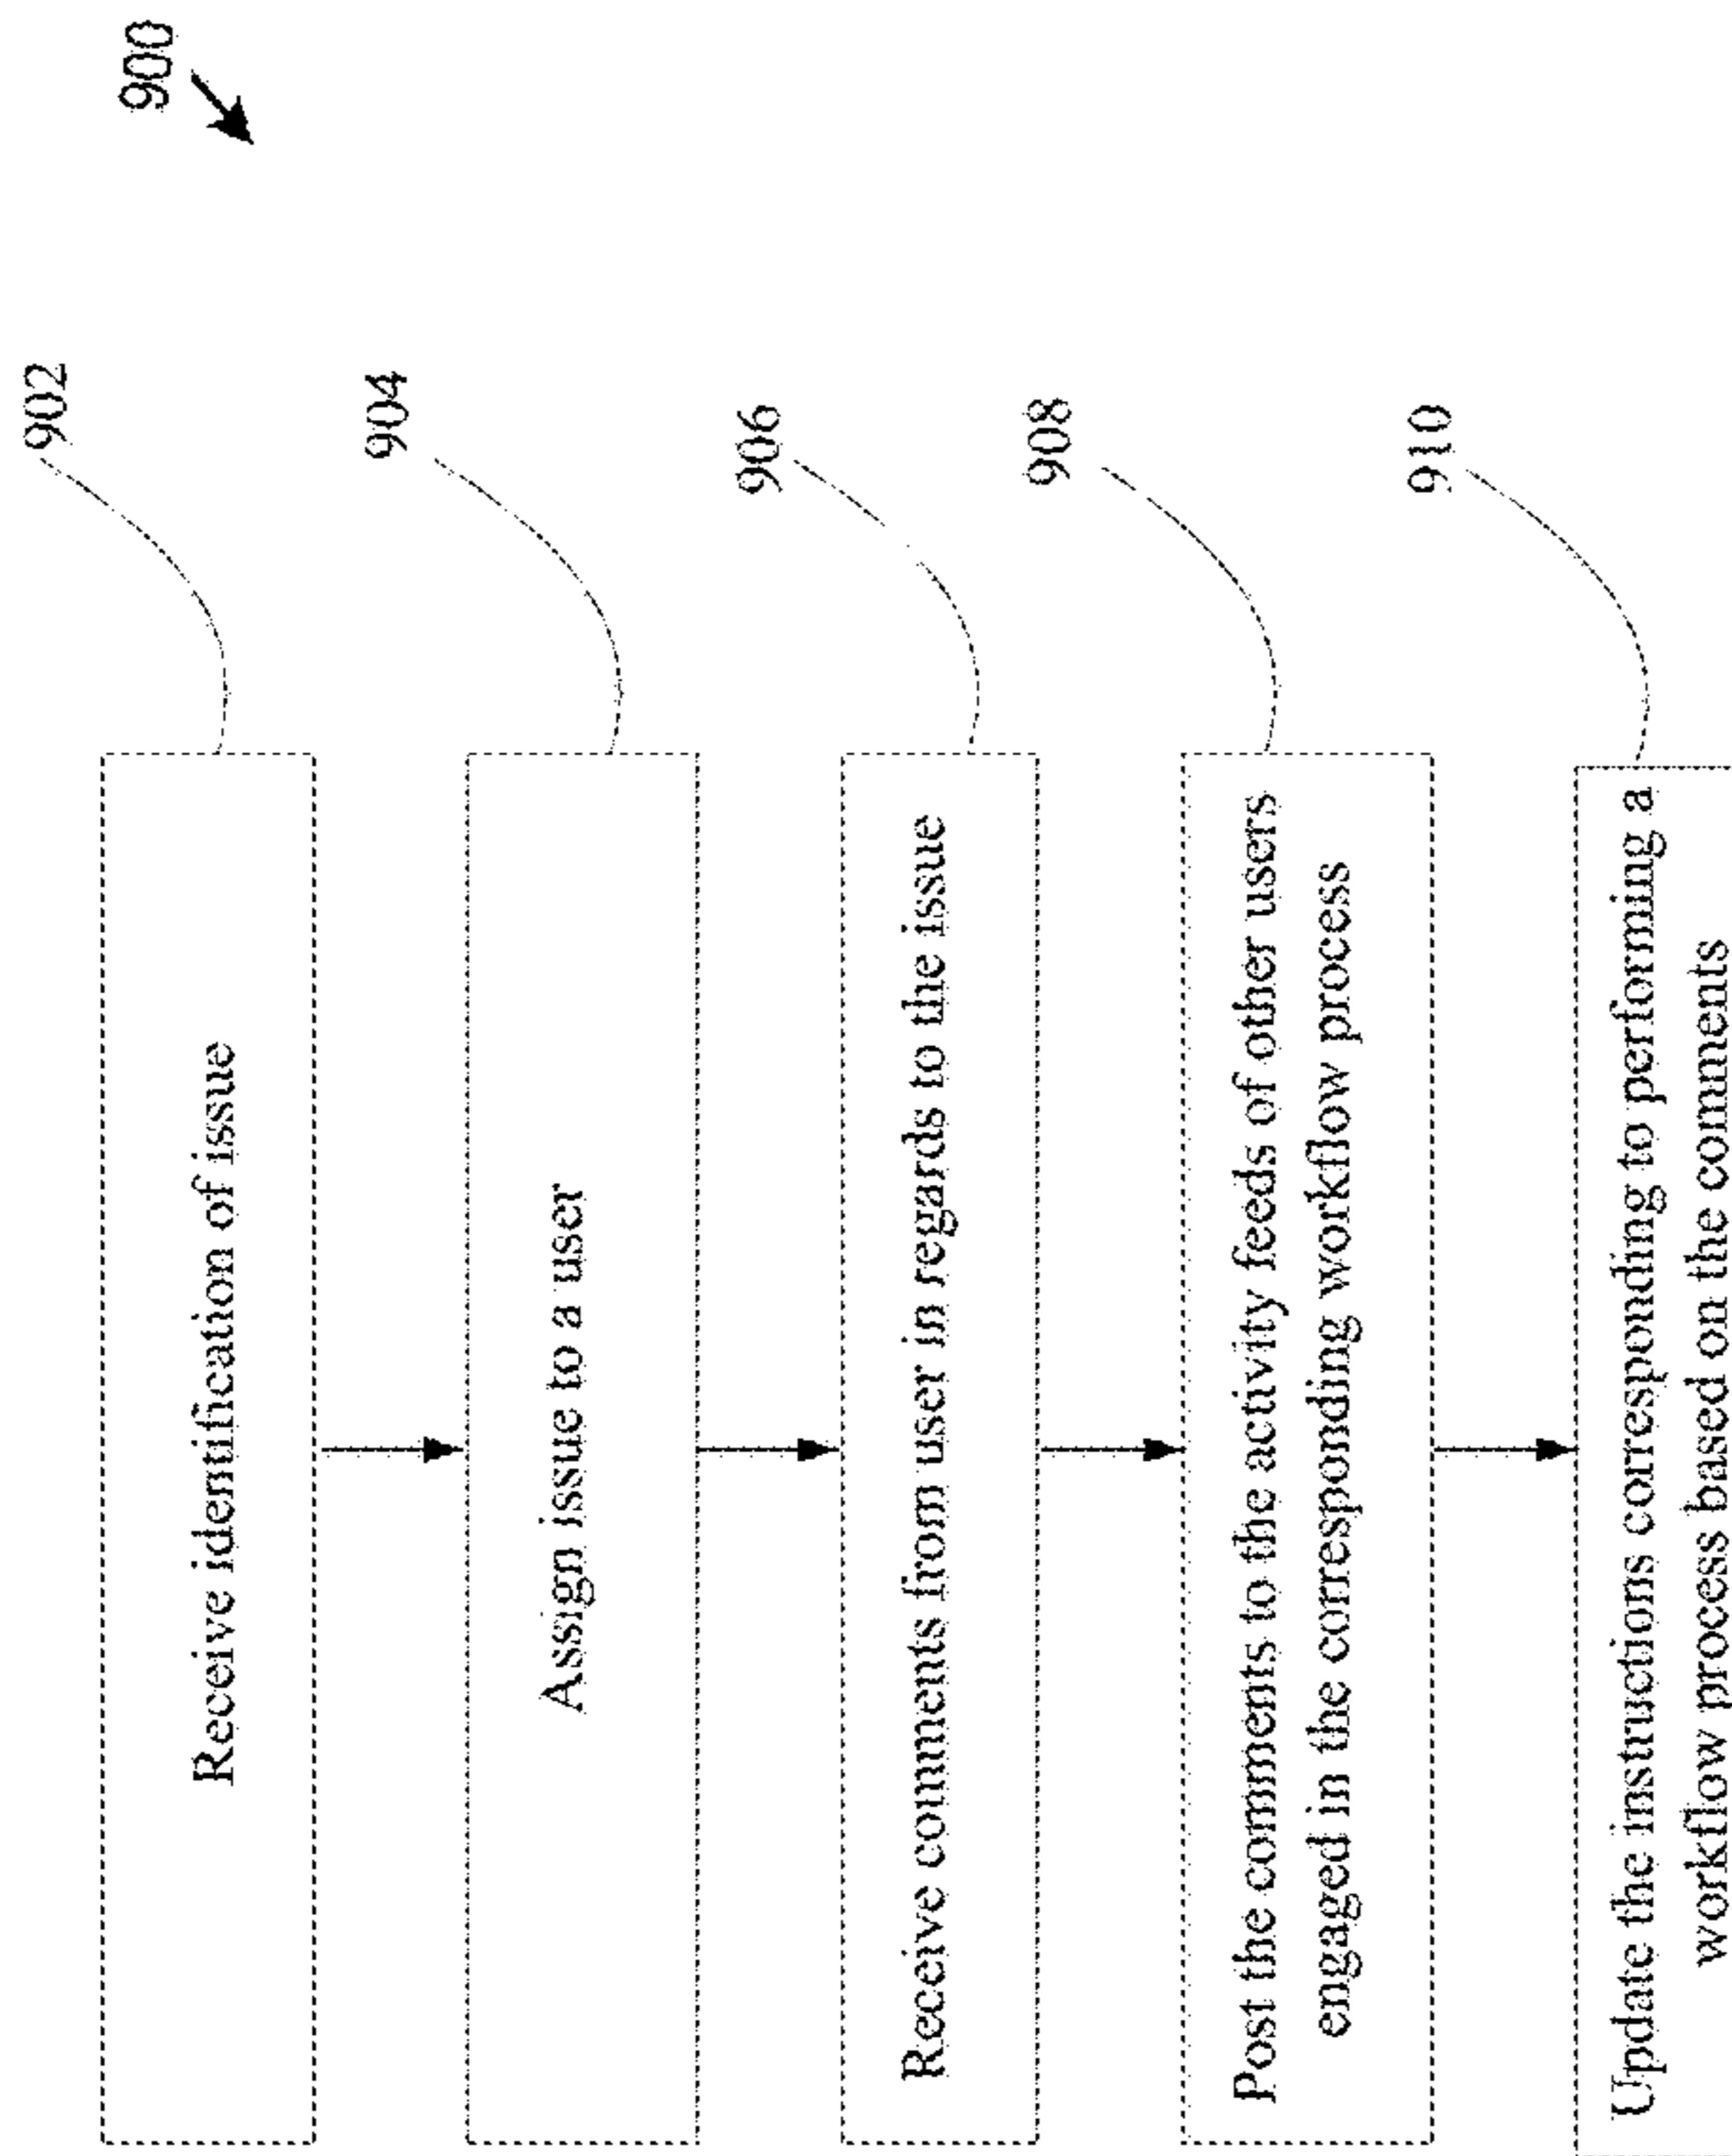 900
902
Receive identification of issue
904
Assign issue to a user
906
Receive comments from user in regards to the issue
908
Post the comments to the activity feeds of other users
engaged in the corresponding workflow process
910
Update the instructions corresponding to performing a
workflow process based on the comments